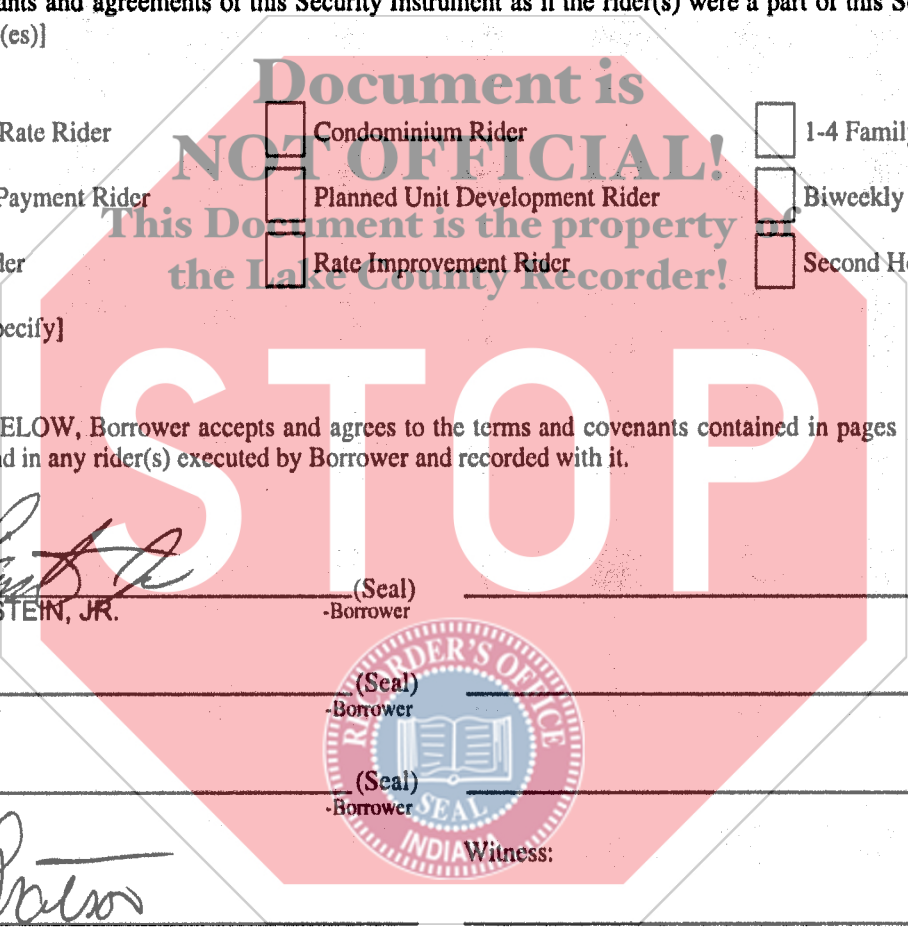 ants and agreements of this Security Instrument as if the rider(s) were a part of this S
(es)]
Document is
NOT OFFICIAL!
This Document is the property of
the Lake County Recorder!
Rate Rider Condominium Rider 1-4 Family
Payment Rider Planned Unit Development Rider Biweekly
der Rate Improvement Rider Second Ho
pecify]
STOP
ELOW, Borrower accepts and agrees to the terms and covenants contained in pages
nd in any rider(s) executed by Borrower and recorded with it.
(Seal)
STEIN, JR. -Borrower
(Seal)
-Borrower
(Seal)
-Borrower
RECORDER'S OFFICE
SEAL
INDIANA
Witness: